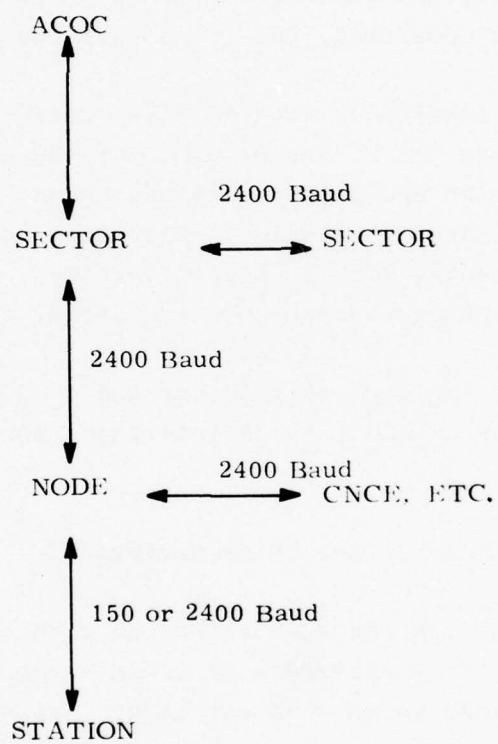 ACOC
2400 Baud
SECTOR SECTOR
2400 Baud
2400 Baud
NODE CNCE, ETC.
150 or 2400 Baud
STATION